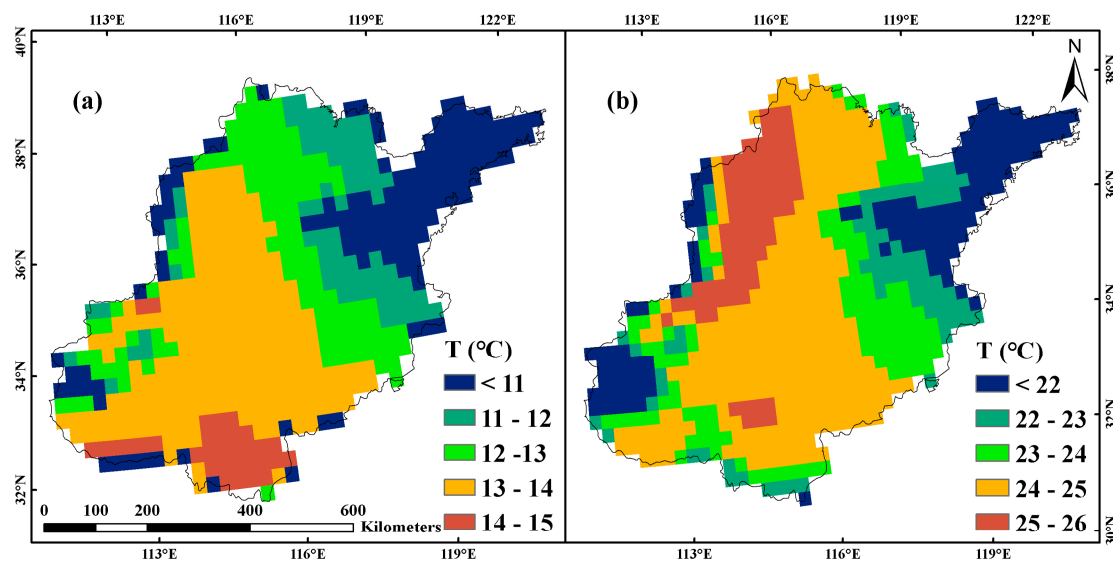 113°E 116°E 119°E 122°E 113°E 116°E 119°E 122°E
40°N
38°N
36°N
34°N
32°N
(a)
T (°C)
< 11
11 - 12
12 -13
13 - 14
14 - 15
0 100 200 400 600
Kilometers
(b)
N
T (°C)
< 22
22 - 23
23 - 24
24 - 25
25 - 26
113°E 116°E 119°E 113°E 116°E 119°E